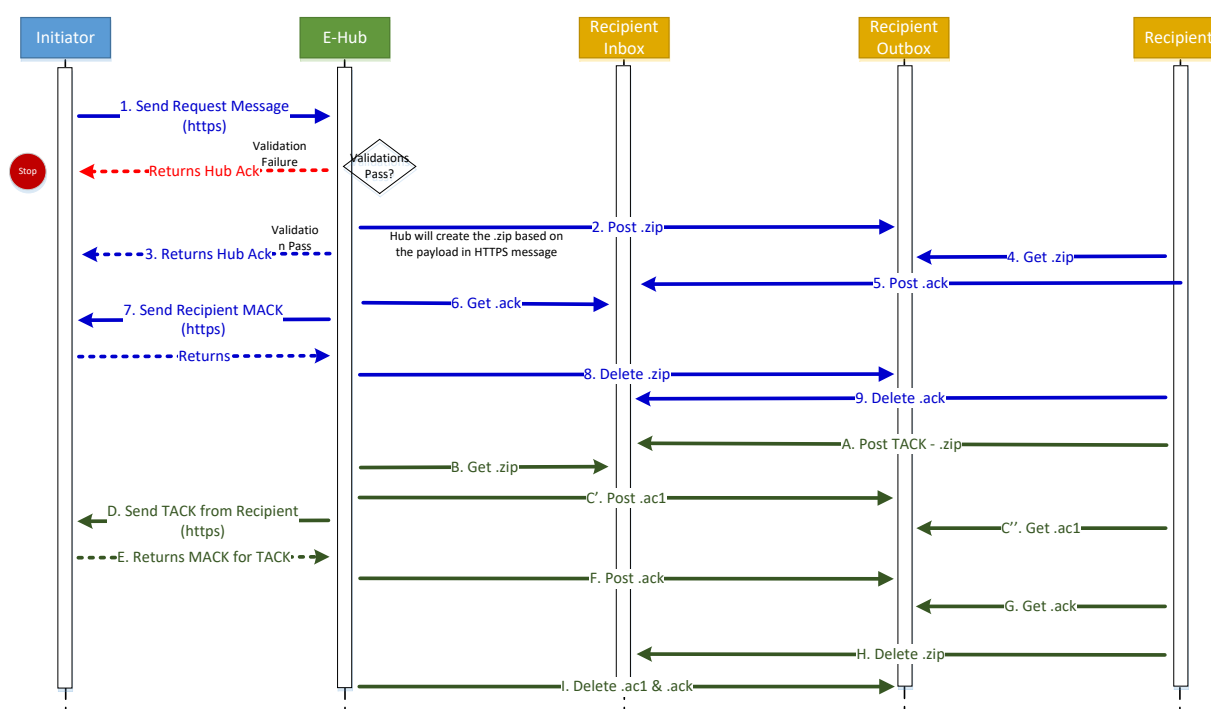 Initiator
E-Hub
Recipient
Inbox
Recipient
Outbox
Recipient
1. Send Request Message
(https)
Validation
Failure
Validations
Pass?
Stop
Returns Hub Ack
2. Post .zip
Validatio
n Pass
Hub will create the .zip based on
the payload in HTTPS message
3. Returns Hub Ack
4. Get .zip
5. Post .ack
6. Get .ack
7. Send Recipient MACK
(https)
Returns
8. Delete .zip
9. Delete .ack
A. Post TACK - .zip
B. Get .zip
C'. Post .ac1
D. Send TACK from Recipient
(https)
C''. Get .ac1
E. Returns MACK for TACK
F. Post .ack
G. Get .ack
H. Delete .zip
I. Delete .ac1 & .ack